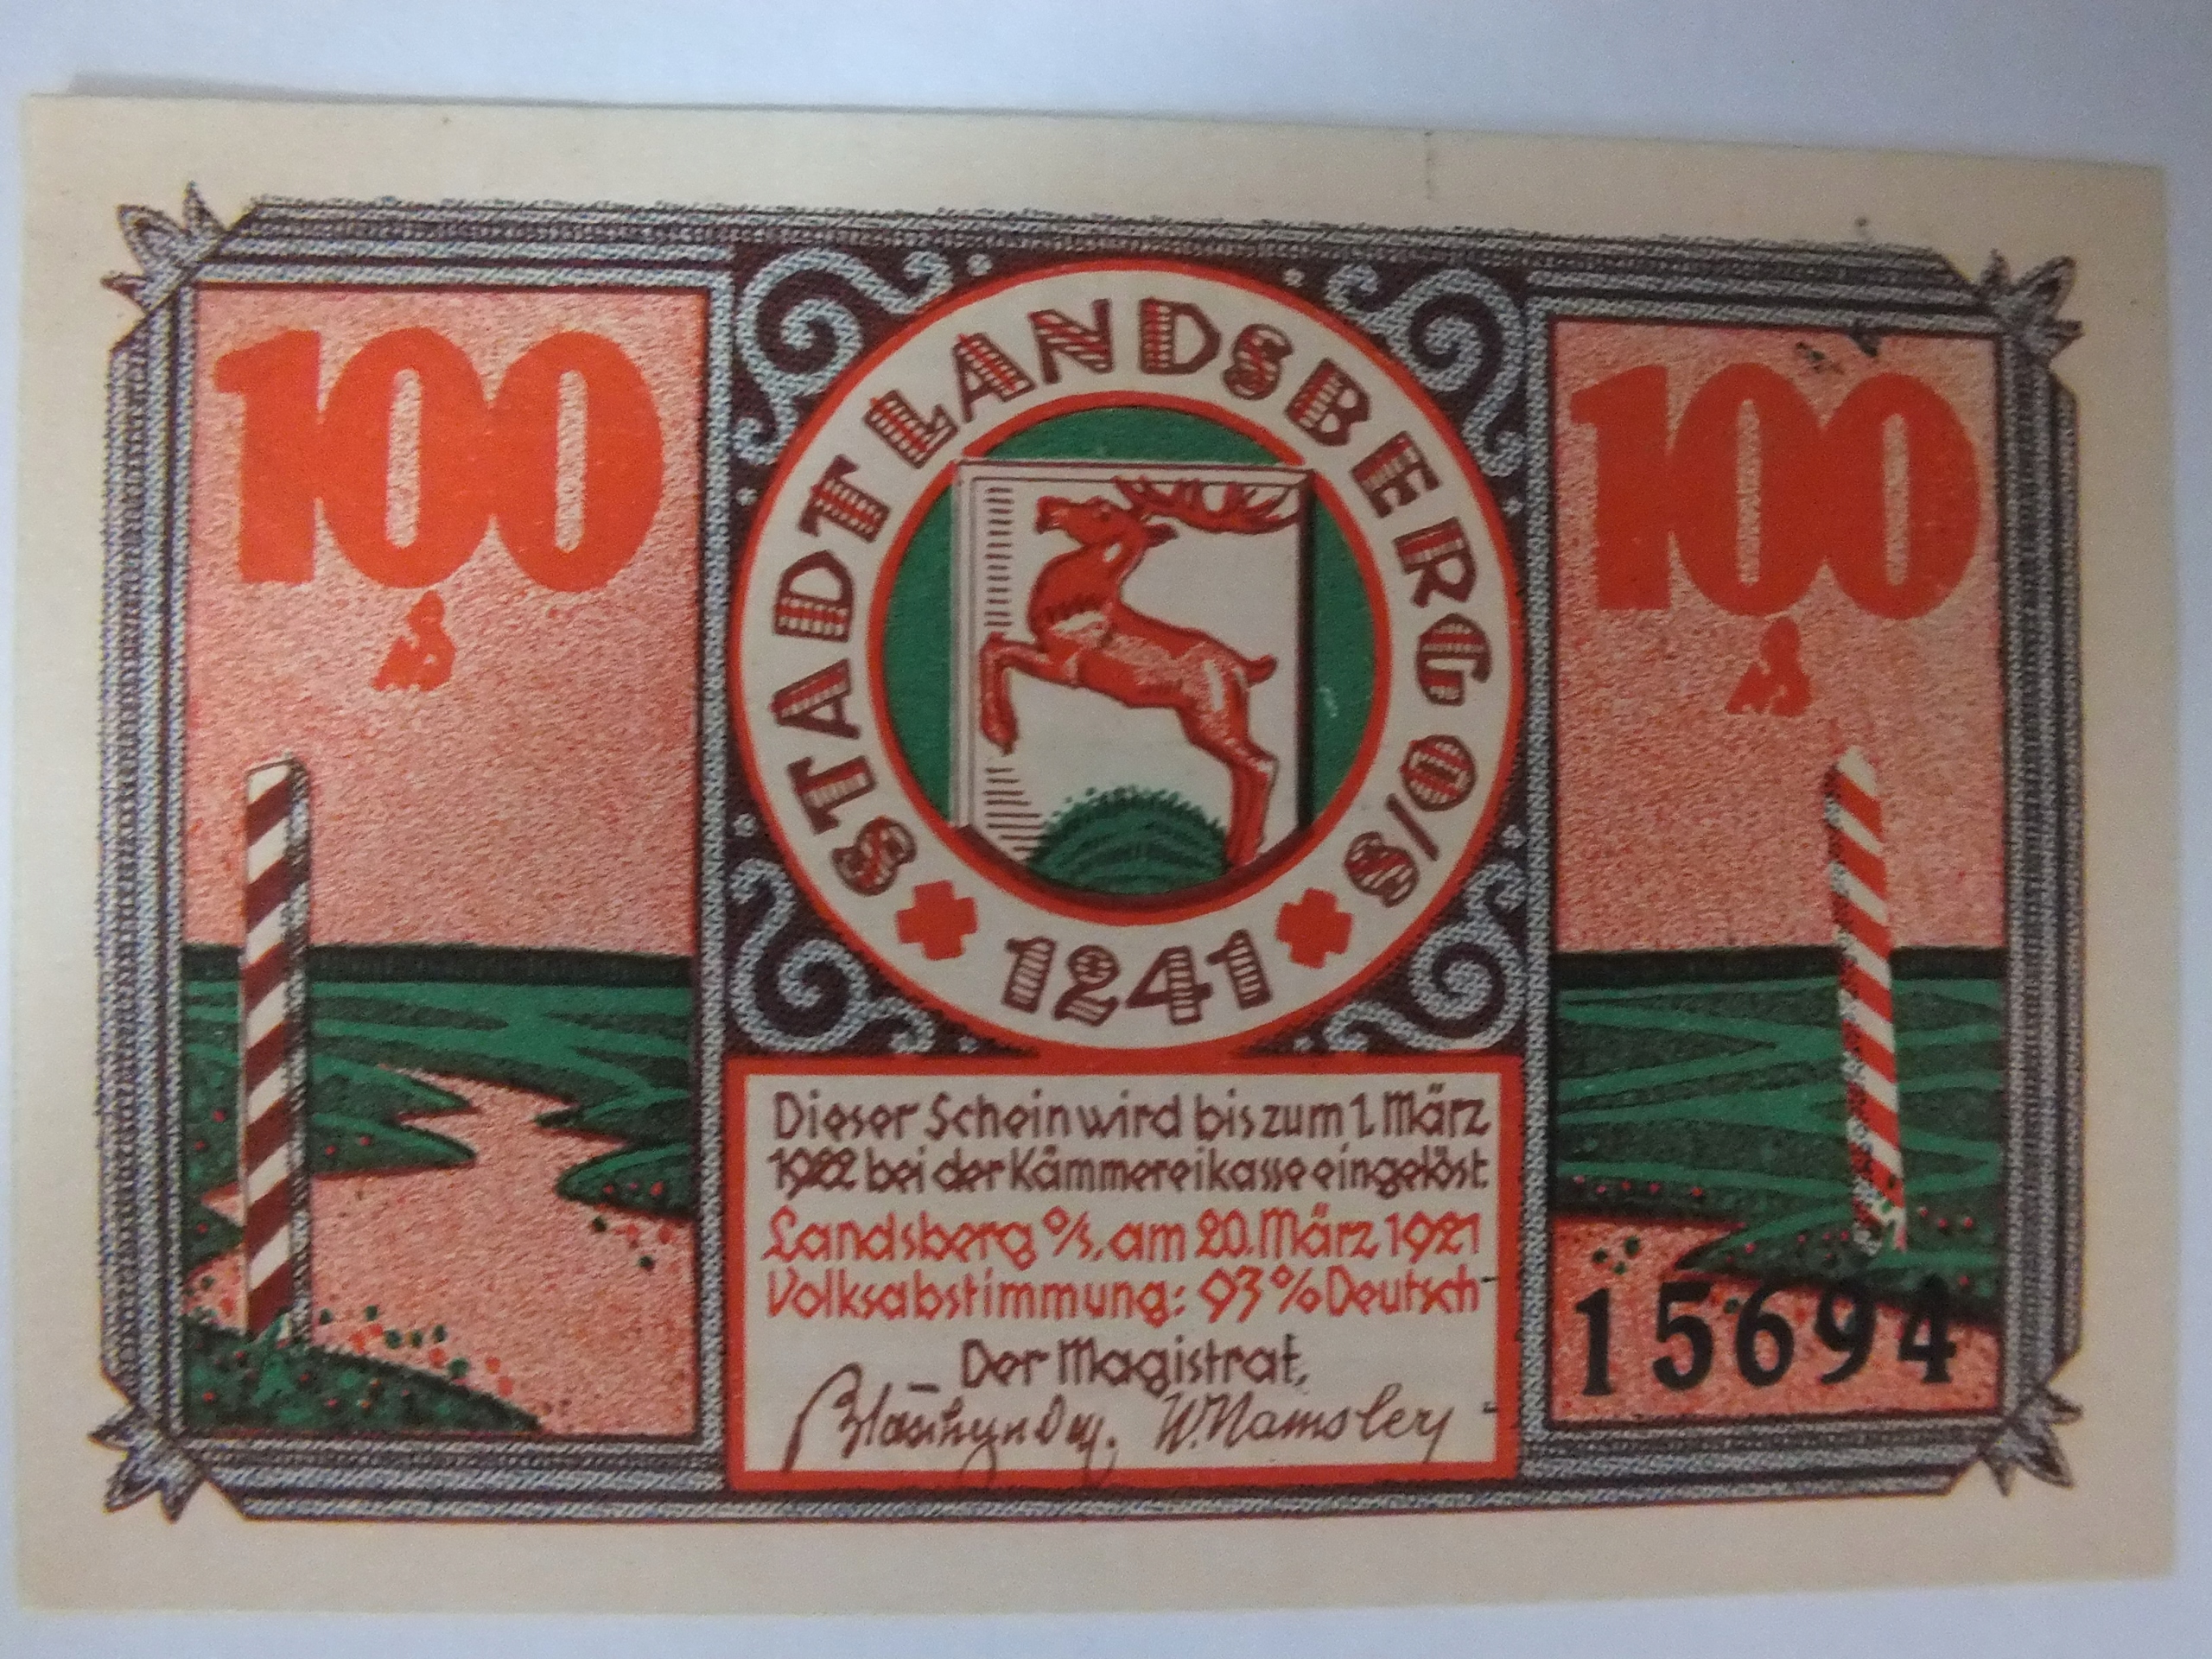 100
STADT LANDSBERG O/S
100
1241
Dieser Schein wird bis zum 1. März
1922 bei der Kämmereikasse eingelöst.
Landsberg O/S, am 20. März 1921
Volksabstimmung: 93% Deutsch
Der Magistrat,
W. Namsler
15694